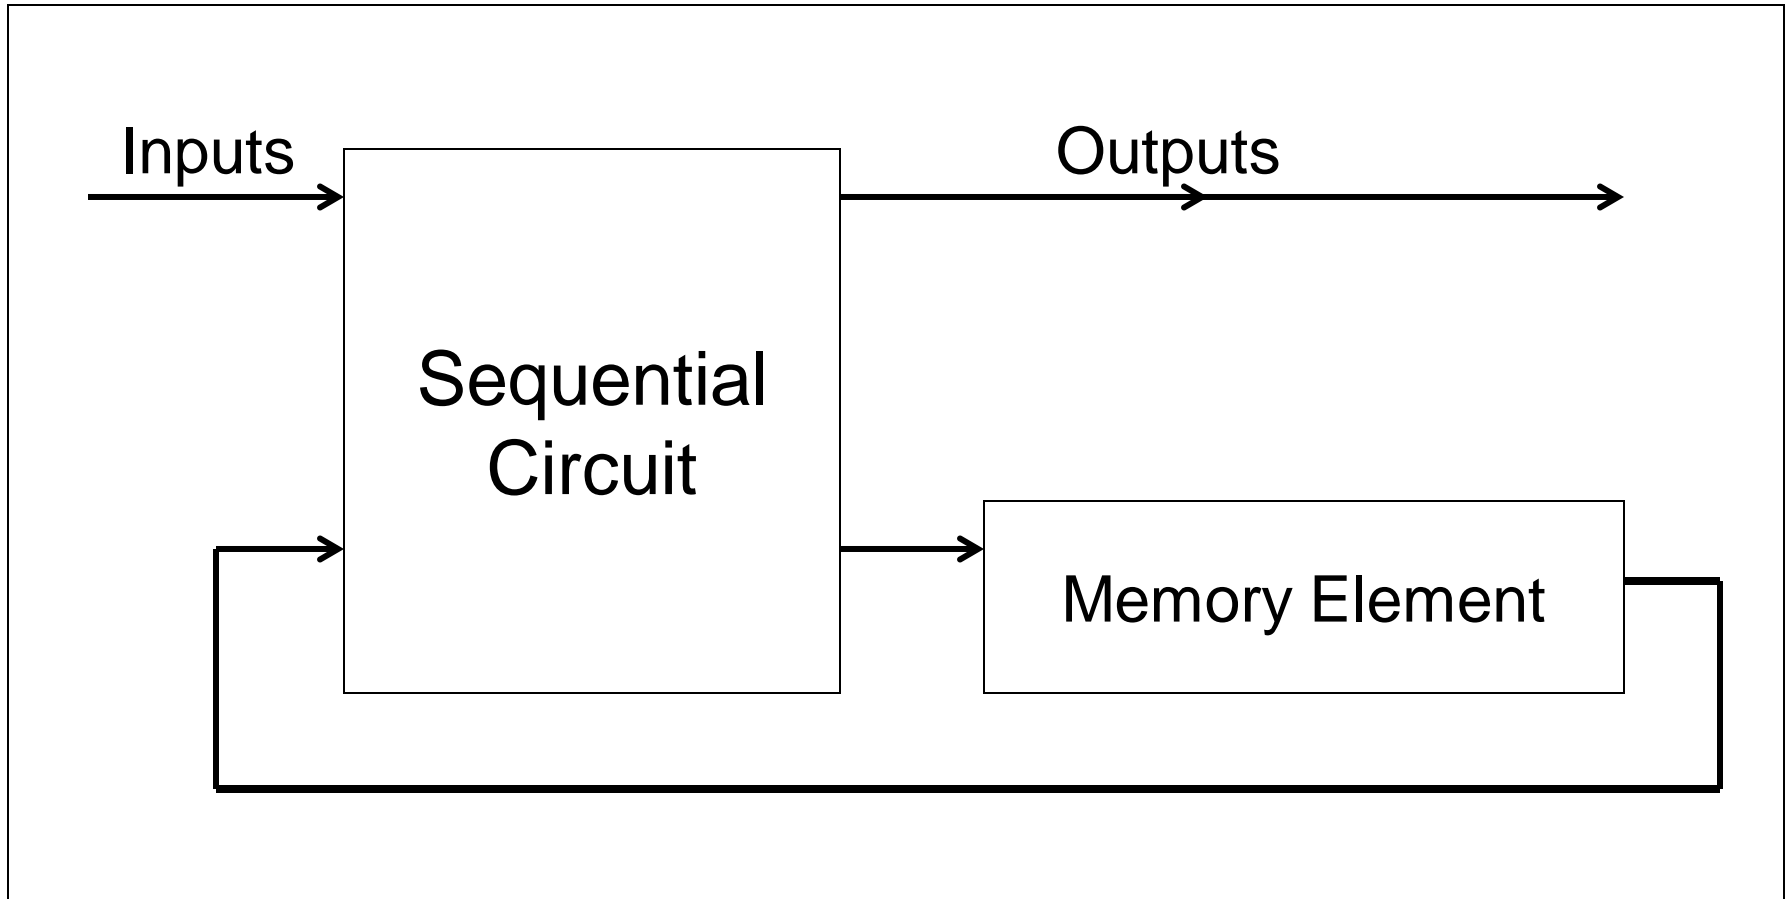 Inputs
Outputs
Sequential
Circuit
Memory Element